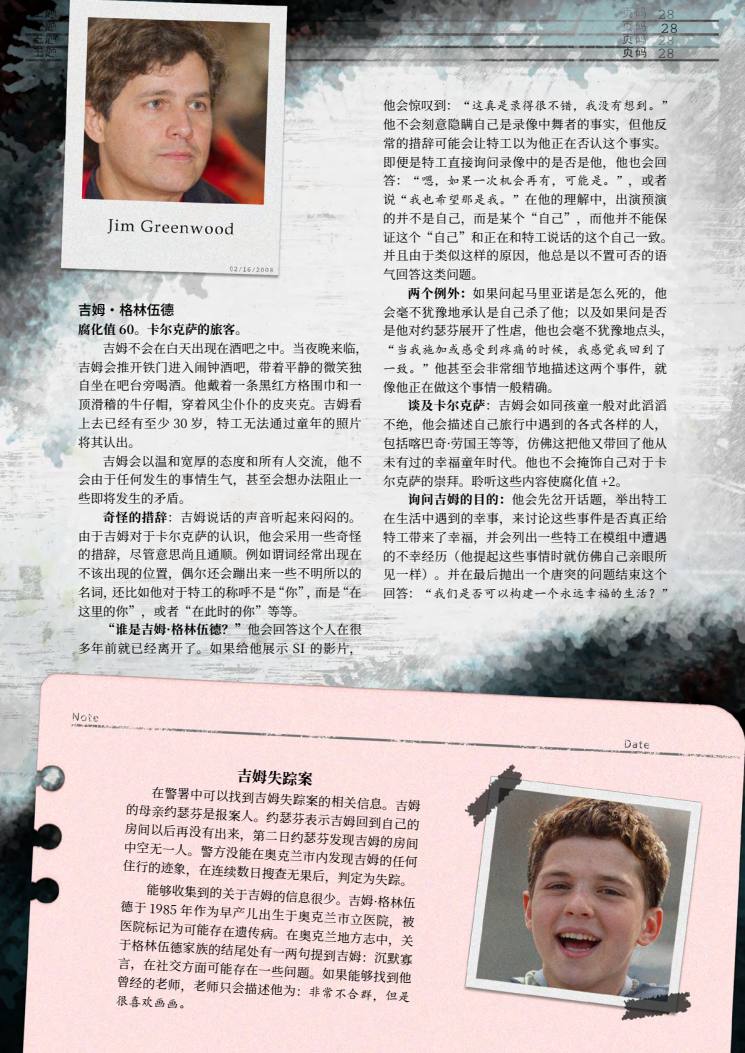 页码 28
Jim Greenwood
02/16/2008
吉姆·格林伍德
腐化值 60。卡尔克萨的旅客。
吉姆不会在白天出现在酒吧之中。当夜晚来临，
吉姆会推开铁门进入闹钟酒吧，带着平静的微笑独
自坐在吧台旁喝酒。他戴着一条黑红方格围巾和一
顶滑稽的牛仔帽，穿着风尘仆仆的皮夹克。吉姆看
上去已经有至少 30 岁，特工无法通过童年的照片
将其认出。
吉姆会以温和宽厚的态度和所有人交流，他不
会由于任何发生的事情生气，甚至会想办法阻止一
些即将发生的矛盾。
奇怪的措辞：吉姆说话的声音听起来闷闷的。
由于吉姆对于卡尔克萨的认识，他会采用一些奇怪
的措辞，尽管意思尚且通顺。例如谓词经常出现在
不该出现的位置，偶尔还会蹦出来一些不明所以的
名词，还比如他对于特工的称呼不是“你”，而是“在
这里的你”，或者“在此时的你”等等。
“谁是吉姆·格林伍德？”他会回答这个人在很
多年前就已经离开了。如果给他展示 SI 的影片，
他会惊叹到：“这真是录得很不错，我没有想到。”
他不会刻意隐瞒自己是录像中舞者的事实，但他反
常的措辞可能会让特工以为他正在否认这个事实。
即便是特工直接询问录像中的是否是他，他也会回
答：“嗯，如果一次机会再有，可能是。”，或者
说“我也希望那是我。”在他的理解中，出演预演
的并不是自己，而是某个“自己”，而他并不能保
证这个“自己”和正在和特工说话的这个自己一致。
并且由于类似这样的原因，他总是以不置可否的语
气回答这类问题。
两个例外：如果问起马里亚诺是怎么死的，他
会毫不犹豫地承认是自己杀了他；以及如果问是否
是他对约瑟芬展开了性虐，他也会毫不犹豫地点头，
“当我施加或感受到疼痛的时候，我感觉我回到了
一致。”他甚至会非常细节地描述这两个事件，就
像他正在做这个事情一般精确。
谈及卡尔克萨：吉姆会如同孩童一般对此滔滔
不绝，他会描述自己旅行中遇到的各式各样的人，
包括喀巴奇·劳国王等等，仿佛这把他又带回了他从
未有过的幸福童年时代。他也不会掩饰自己对于卡
尔克萨的崇拜。聆听这些内容使腐化值 +2。
询问吉姆的目的：他会先岔开话题，举出特工
在生活中遇到的幸事，来讨论这些事件是否真正给
特工带来了幸福，并会列出一些特工在模组中遭遇
的不幸经历（他提起这些事情时就仿佛自己亲眼所
见一样）。并在最后抛出一个唐突的问题结束这个
回答：“我们是否可以构建一个永远幸福的生活？”
Note
Date
吉姆失踪案
在警署中可以找到吉姆失踪案的相关信息。吉姆
的母亲约瑟芬是报案人。约瑟芬表示吉姆回到自己的
房间以后再没有出来，第二日约瑟芬发现吉姆的房间
中空无一人。警方没能在奥克兰市内发现吉姆的任何
住行的迹象，在连续数日搜查无果后，判定为失踪。
能够收集到的关于吉姆的信息很少。吉姆·格林伍
德于 1985 年作为早产儿出生于奥克兰市立医院，被
医院标记为可能存在遗传病。在奥克兰地方志中，关
于格林伍德家族的结尾处有一两句提到吉姆：沉默寡
言，在社交方面可能存在一些问题。如果能够找到他
曾经的老师，老师只会描述他为：非常不合群，但是
很喜欢画画。